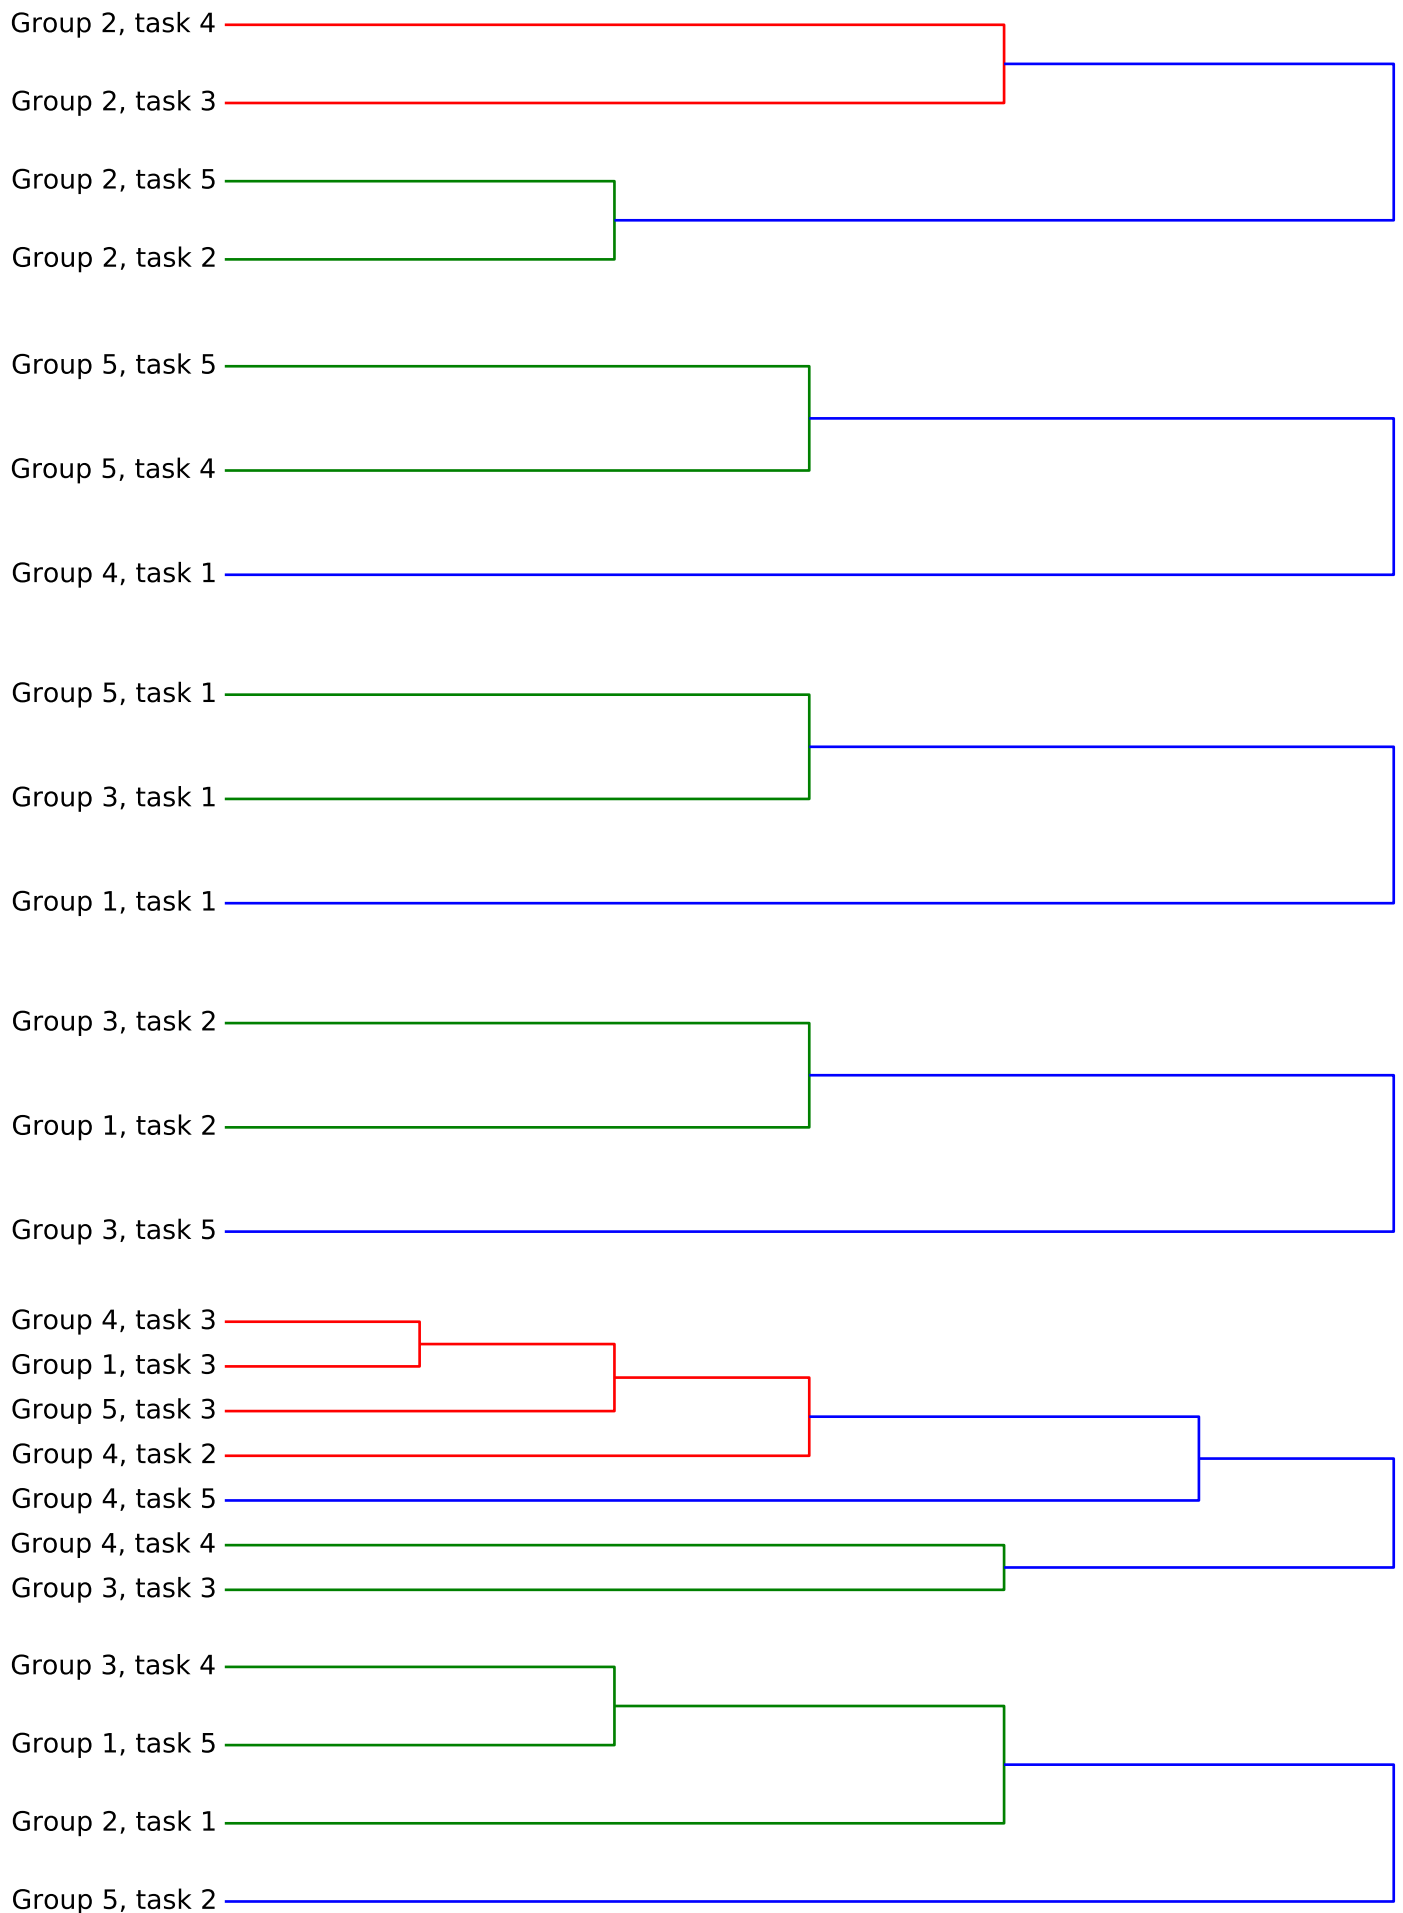 Group 2, task 4
Group 2, task 3
Group 2, task 5
Group 2, task 2
Group 5, task 5
Group 5, task 4
Group 4, task 1
Group 5, task 1
Group 3, task 1
Group 1, task 1
Group 3, task 2
Group 1, task 2
Group 3, task 5
Group 4, task 3
Group 1, task 3
Group 5, task 3
Group 4, task 2
Group 4, task 5
Group 4, task 4
Group 3, task 3
Group 3, task 4
Group 1, task 5
Group 2, task 1
Group 5, task 2